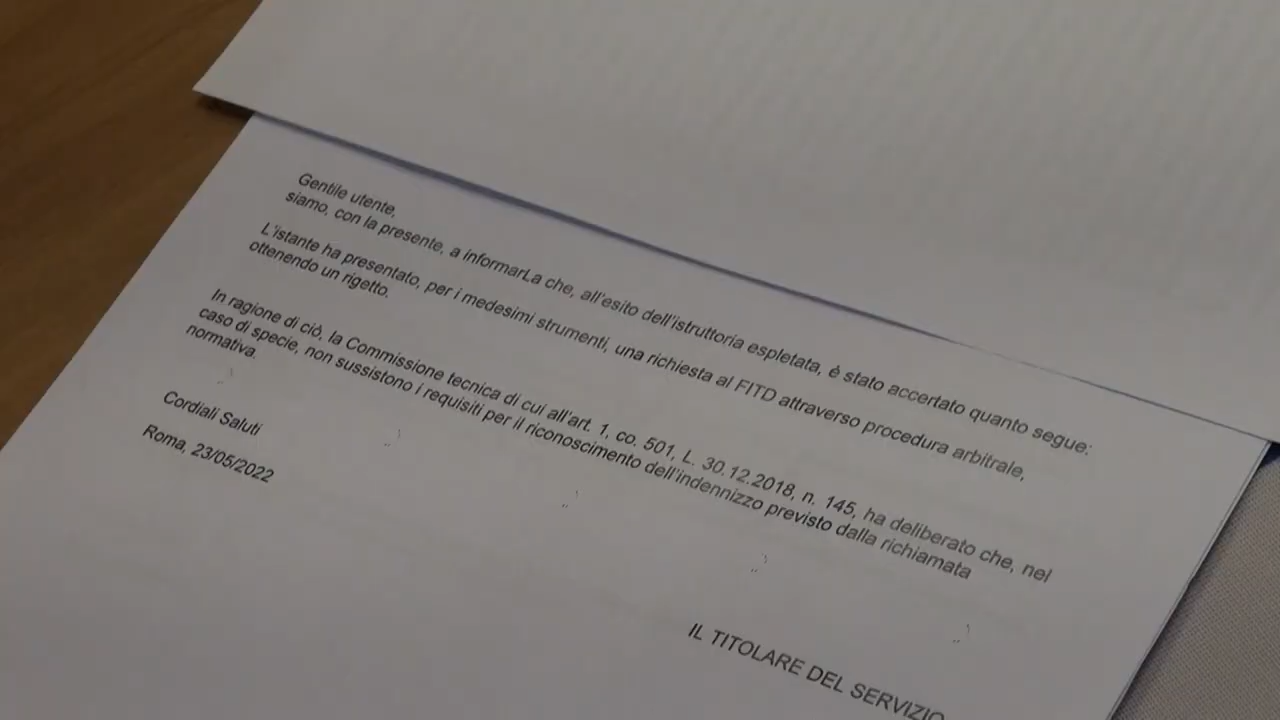 Gentile utente,
siamo, con la presente, a informarLa che, all'esito dell'istruttoria espletata, è stato accertato quanto segue:
L'istante ha presentato, per i medesimi strumenti, una richiesta al FITD attraverso procedura arbitrale,
ottenendo un rigetto.
In ragione di ciò, la Commissione tecnica di cui all'art. 1, co. 501, L. 30.12.2018, n. 145, ha deliberato che, nel
caso di specie, non sussistono i requisiti per il riconoscimento dell'indennizzo previsto dalla richiamata
normativa.
Cordiali Saluti
Roma, 23/05/2022
IL TITOLARE DEL SERVIZIO